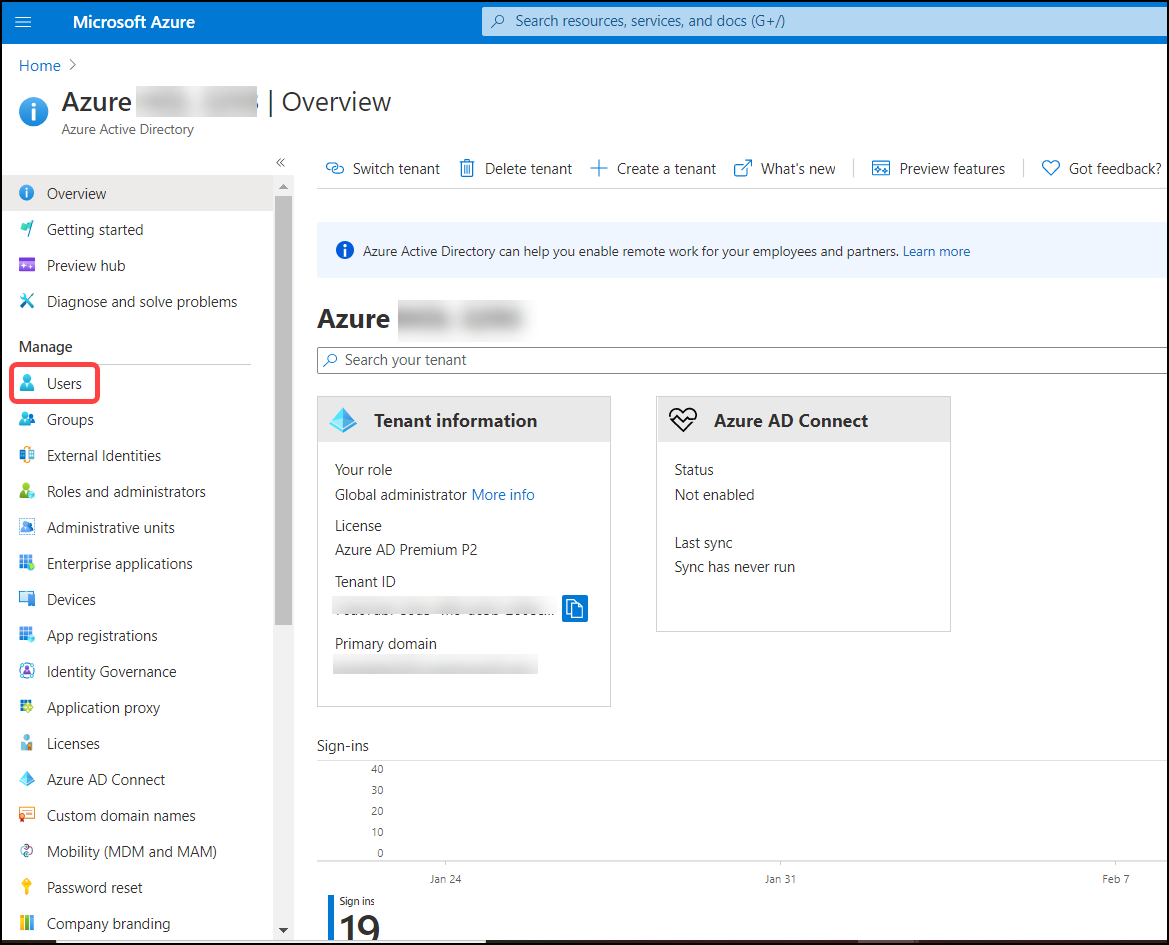 Microsoft Azure
Search resources, services, and docs (G+/)
Home
Azure | Overview
Azure Active Directory
Switch tenant
Delete tenant
Create a tenant
What's new
Preview features
Got feedback?
Overview
Getting started
Preview hub
Diagnose and solve problems
Manage
Users
Groups
External Identities
Roles and administrators
Administrative units
Enterprise applications
Devices
App registrations
Identity Governance
Application proxy
Licenses
Azure AD Connect
Custom domain names
Mobility (MDM and MAM)
Password reset
Company branding
Azure Active Directory can help you enable remote work for your employees and partners. Learn more
Azure
Search your tenant
Tenant information
Your role
Global administrator More info
License
Azure AD Premium P2
Tenant ID
Primary domain
Azure AD Connect
Status
Not enabled
Last sync
Sync has never run
Sign-ins
40
30
20
10
0
Jan 24
Jan 31
Feb 7
Sign ins
19